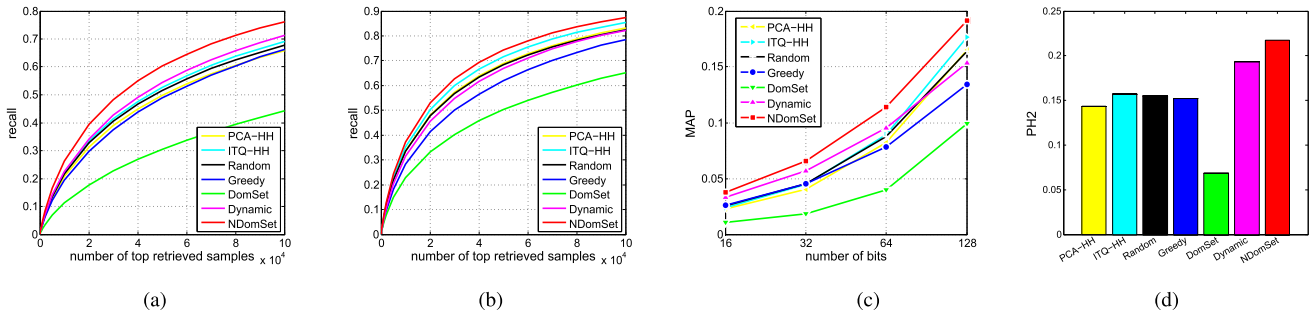 recall
0.8
0.7
0.6
0.5
0.4
0.3
0.2
0.1
0
0 2 4 6 8 10
x 10⁴
number of top retrieved samples
PCA−HH
ITQ−HH
Random
Greedy
DomSet
Dynamic
NDomSet
(a)
recall
0.9
0.8
0.7
0.6
0.5
0.4
0.3
0.2
0.1
0
0 2 4 6 8 10
x 10⁴
number of top retrieved samples
PCA−HH
ITQ−HH
Random
Greedy
DomSet
Dynamic
NDomSet
(b)
MAP
0.2
0.15
0.1
0.05
0
16 32 64 128
number of bits
PCA−HH
ITQ−HH
Random
Greedy
DomSet
Dynamic
NDomSet
(c)
PH2
0.25
0.2
0.15
0.1
0.05
0
PCA−HH
ITQ−HH
Random
Greedy
DomSet
Dynamic
NDomSet
(d)